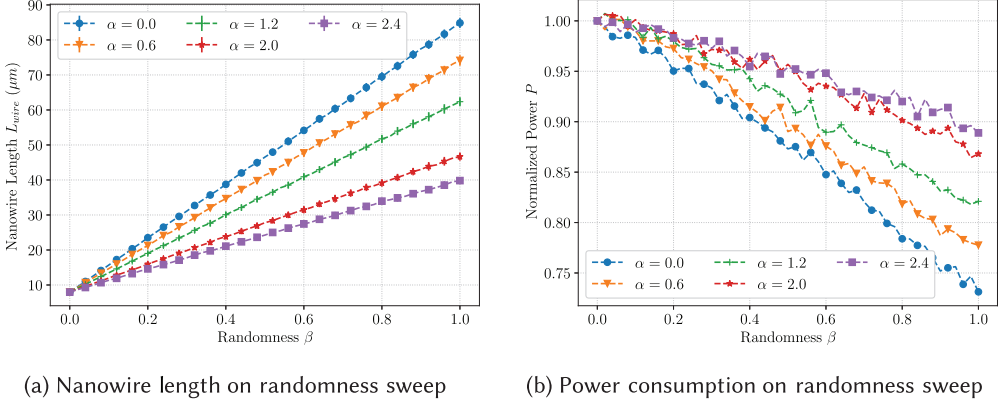 90
80
70
60
50
40
30
20
10
Nanowire Length L_wire (μm)
α = 0.0
α = 0.6
α = 1.2
α = 2.0
α = 2.4
0.0 0.2 0.4 0.6 0.8 1.0
Randomness β
(a) Nanowire length on randomness sweep
1.00
0.95
0.90
0.85
0.80
0.75
Normalized Power P
α = 0.0
α = 0.6
α = 1.2
α = 2.0
α = 2.4
0.0 0.2 0.4 0.6 0.8 1.0
Randomness β
(b) Power consumption on randomness sweep